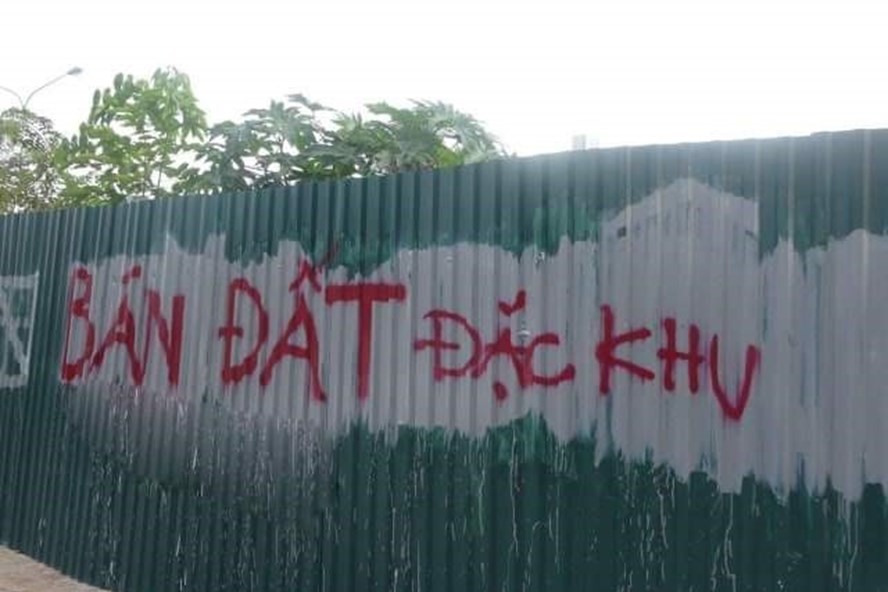 BÁN ĐẤT ĐẶC KHU